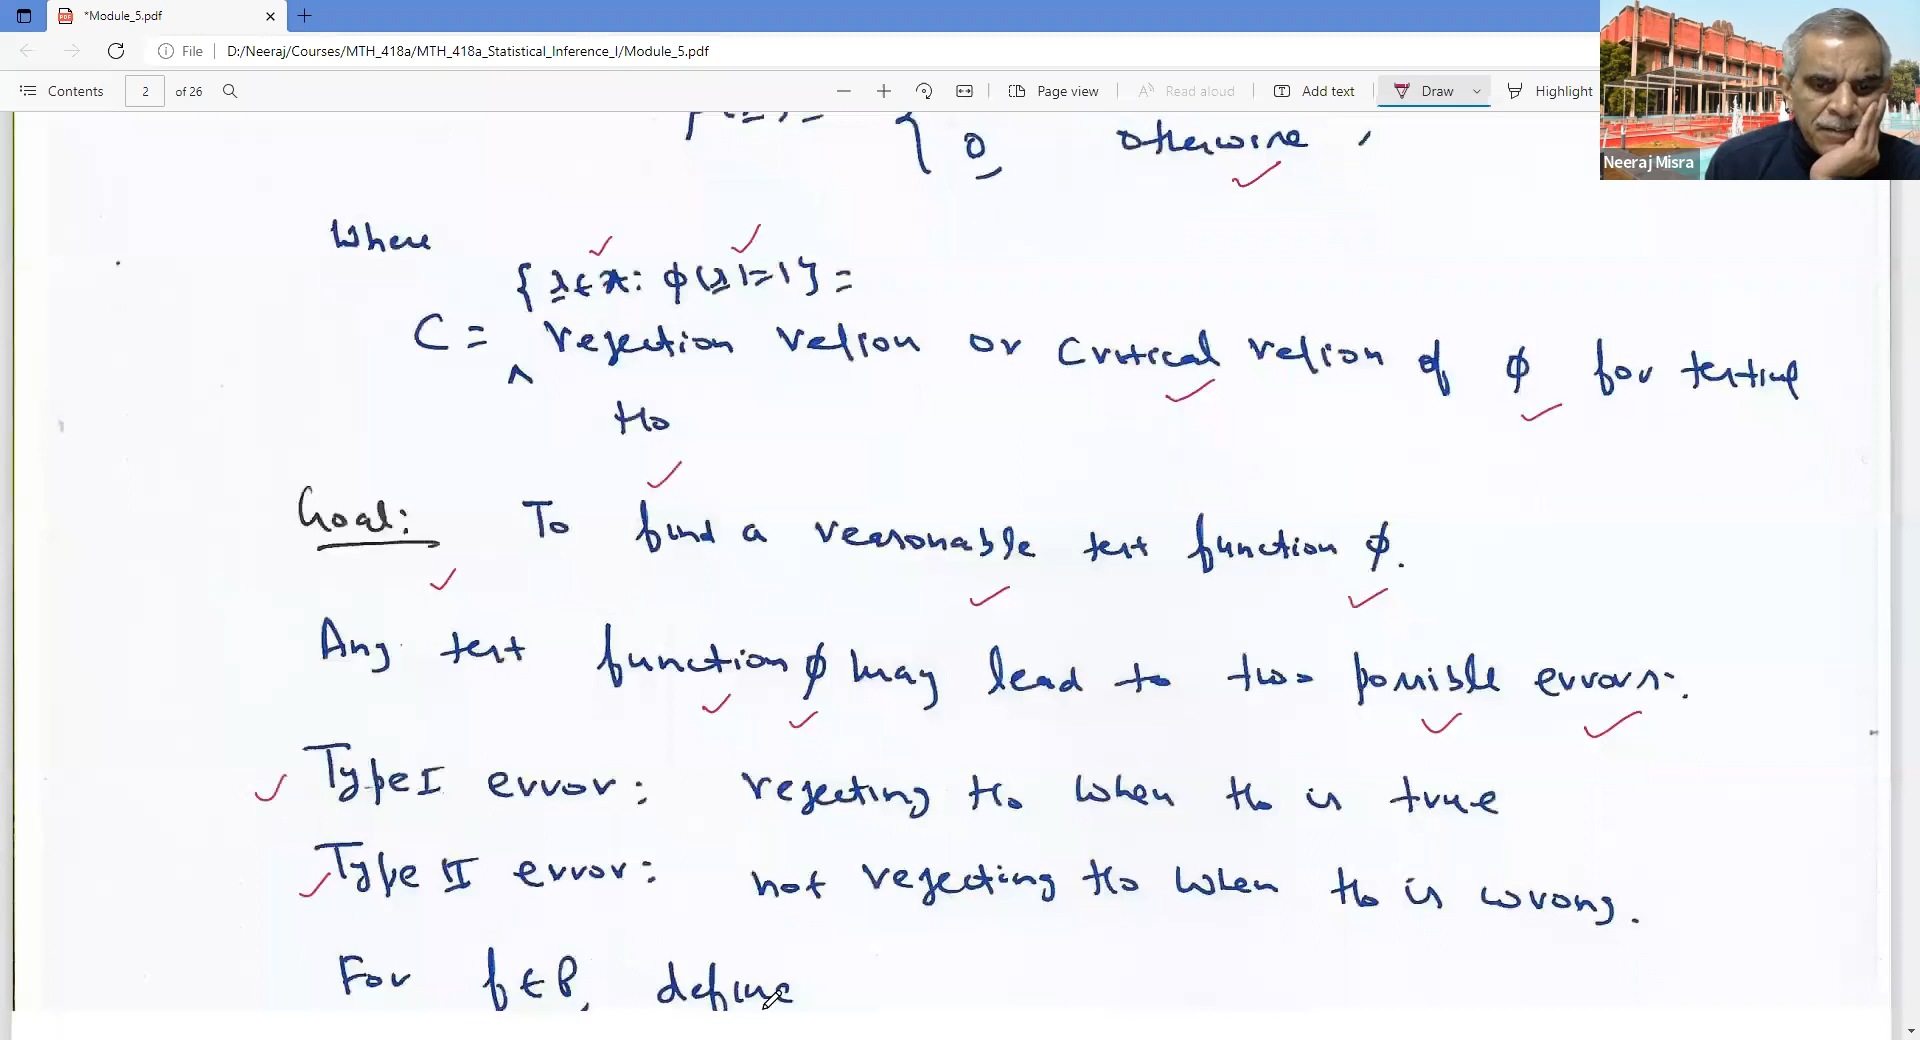 *Module_5.pdf
File D:/Neeraj/Courses/MTH_418a/MTH_418a_Statistical_Inference_I/Module_5.pdf
Contents 2 of 26 Page view Read aloud Add text Draw Highlight
Neeraj Misra
0, otherwise,
Where
{x ∈ 𝒳: ϕ(x)=1} =
C = ^ rejection region or Critical region of ϕ for testing
H₀
Goal: To find a reasonable test function ϕ.
Any test function ϕ may lead to two possible errors:
Type I error: rejecting H₀ when H₀ is true
Type II error: not rejecting H₀ when H₀ is wrong.
For f ∈ P, define